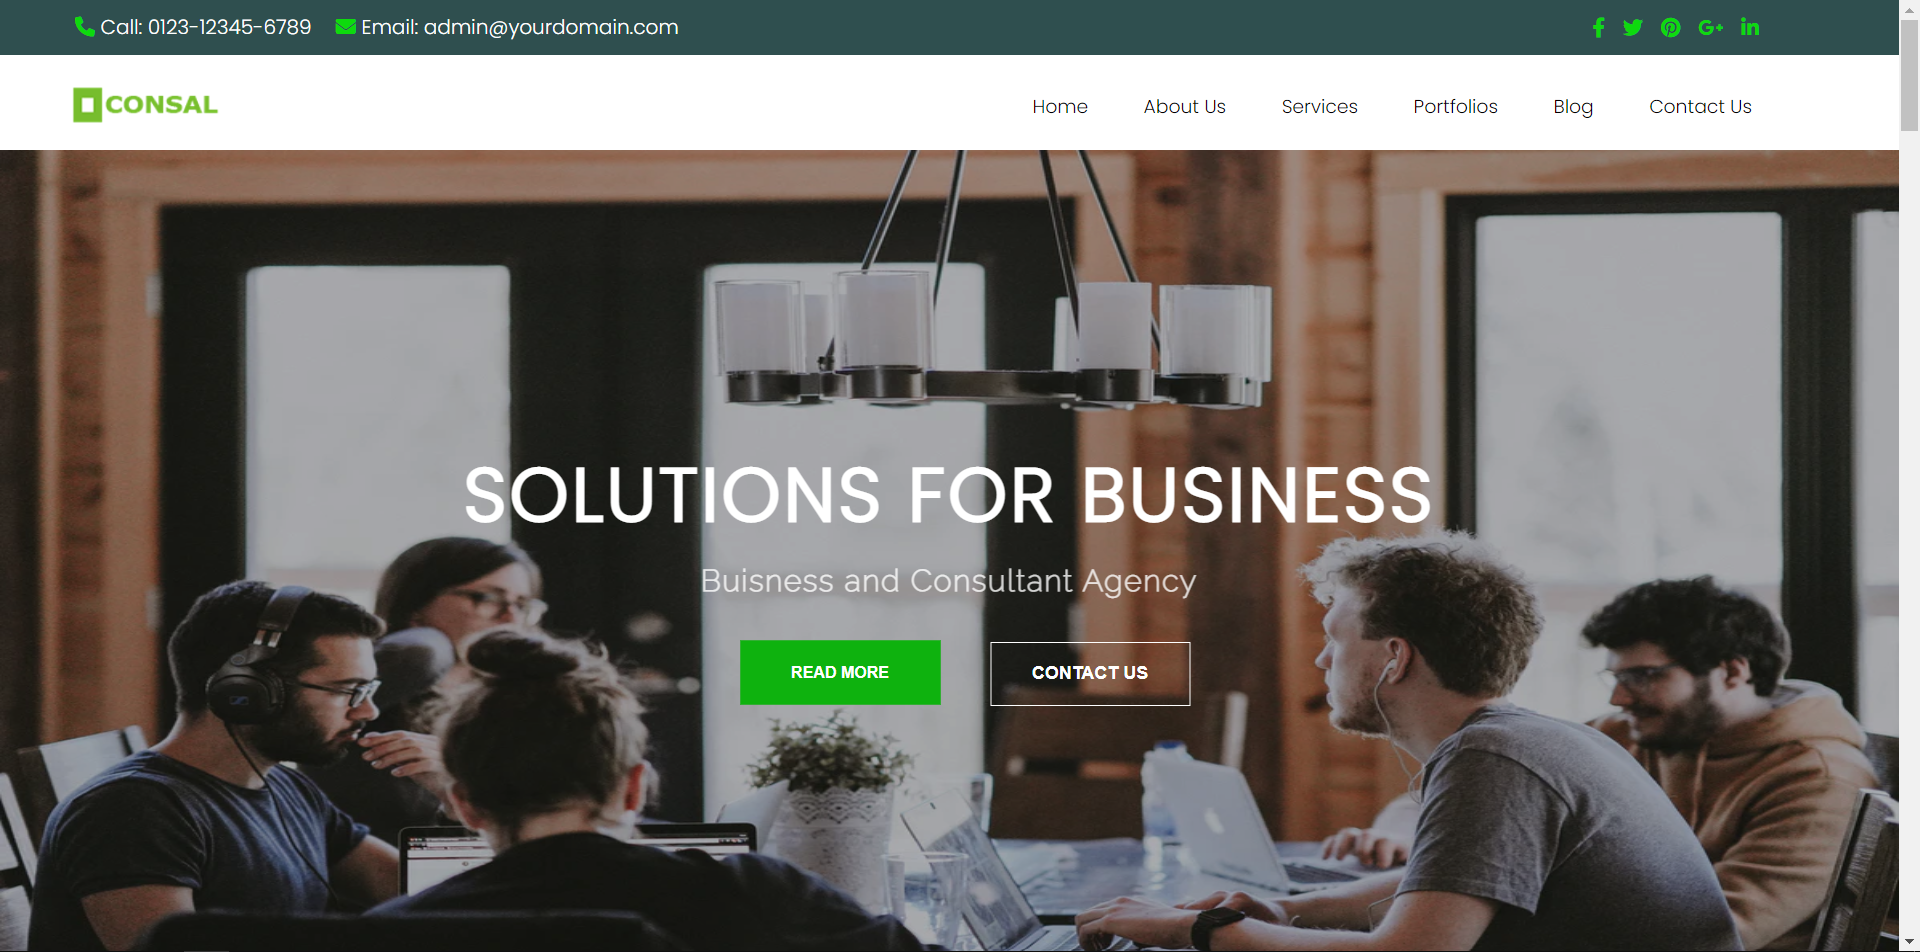 Call: 0123-12345-6789 Email: admin@yourdomain.com
CONSAL
Home About Us Services Portfolios Blog Contact Us
SOLUTIONS FOR BUSINESS
Buisness and Consultant Agency
READ MORE CONTACT US